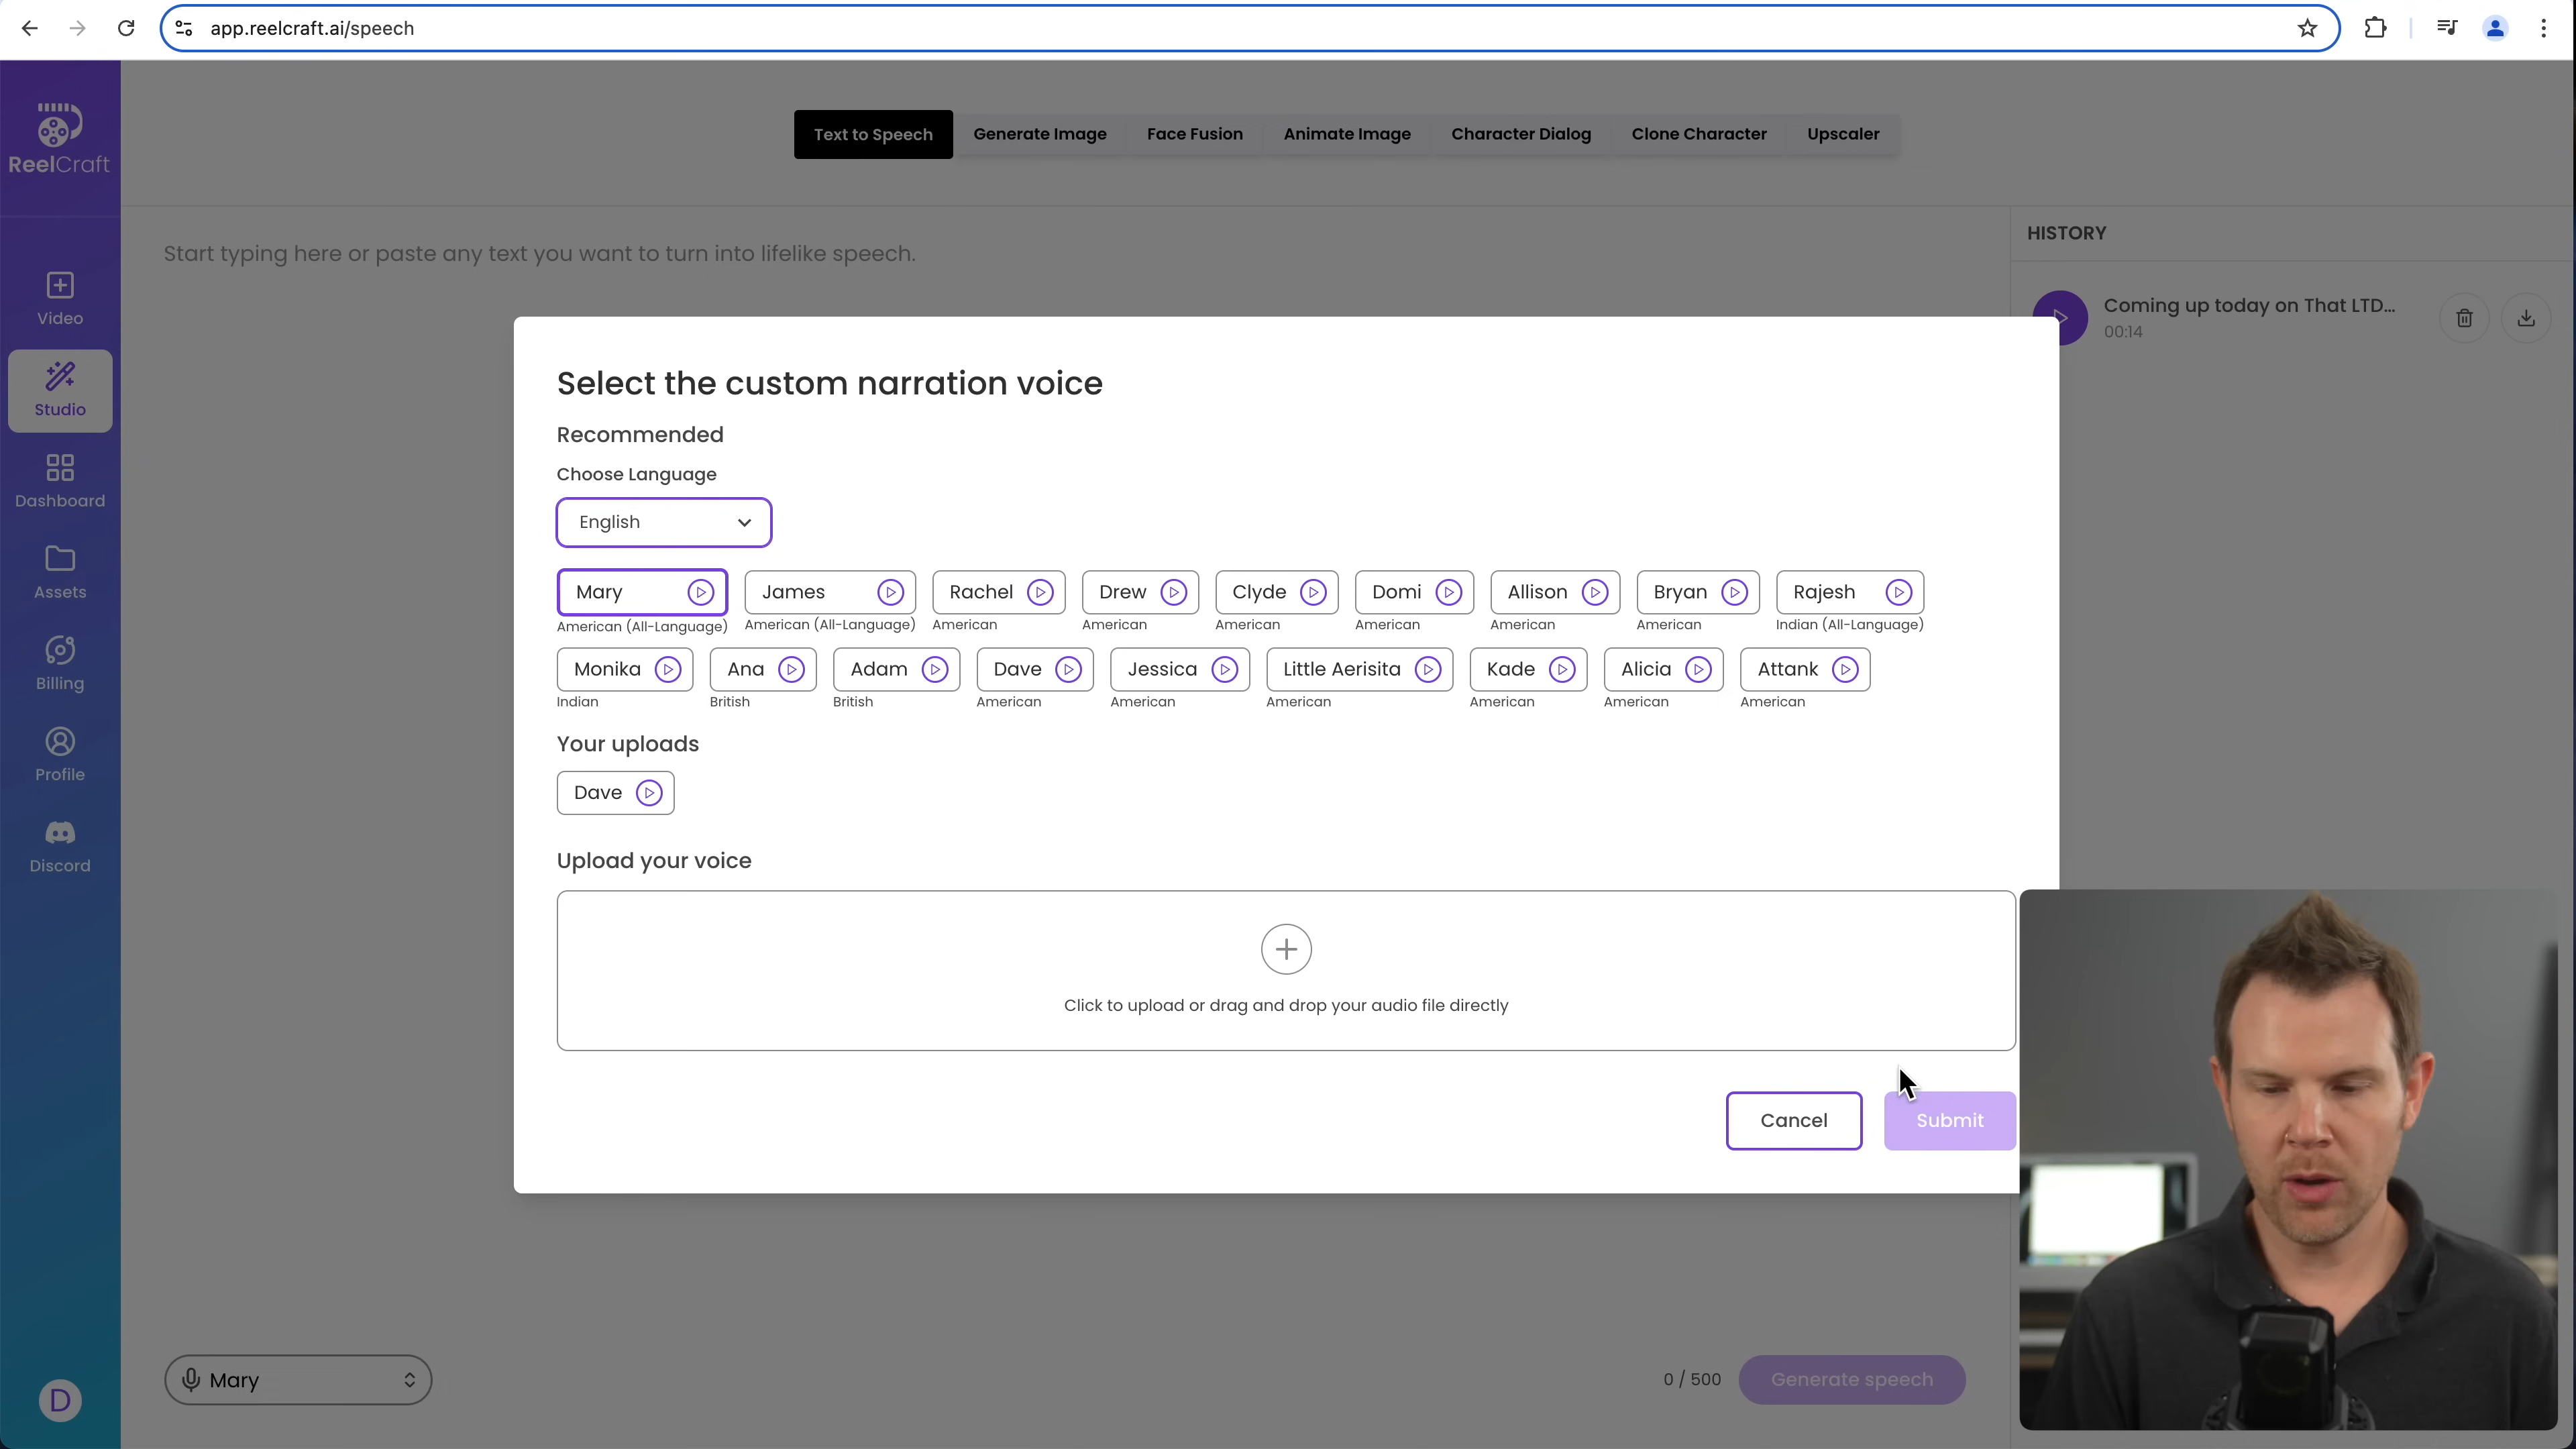 app.reelcraft.ai/speech
ReelCraft
Text to Speech
Generate Image
Face Fusion
Animate Image
Character Dialog
Clone Character
Upscaler
Video
Studio
Dashboard
Assets
Billing
Profile
Discord
D
Start typing here or paste any text you want to turn into lifelike speech.
HISTORY
Coming up today on That LTD...
00:14
Select the custom narration voice
Recommended
Choose Language
English
Mary
American (All-Language)
James
American (All-Language)
Rachel
American
Drew
American
Clyde
American
Domi
American
Allison
American
Bryan
American
Rajesh
Indian (All-Language)
Monika
Indian
Ana
British
Adam
British
Dave
American
Jessica
American
Little Aerisita
American
Kade
American
Alicia
American
Attank
American
Your uploads
Dave
Upload your voice
Click to upload or drag and drop your audio file directly
Cancel
Submit
Mary
0 / 500
Generate speech